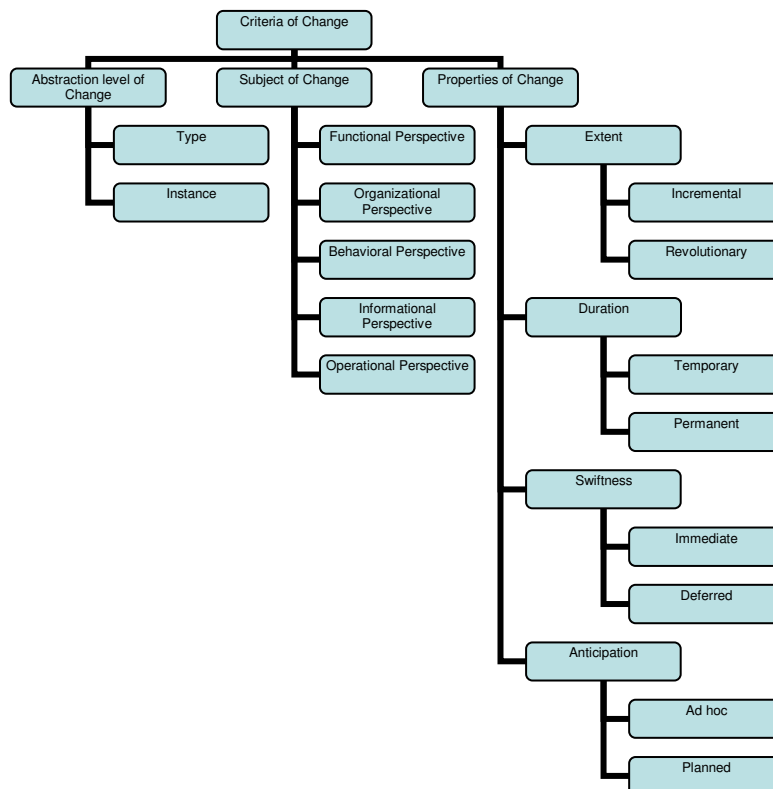 Criteria of Change
Abstraction level of
Change
Subject of Change
Properties of Change
Type
Instance
Functional Perspective
Organizational
Perspective
Behavioral Perspective
Informational
Perspective
Operational Perspective
Extent
Incremental
Revolutionary
Duration
Temporary
Permanent
Swiftness
Immediate
Deferred
Anticipation
Ad hoc
Planned